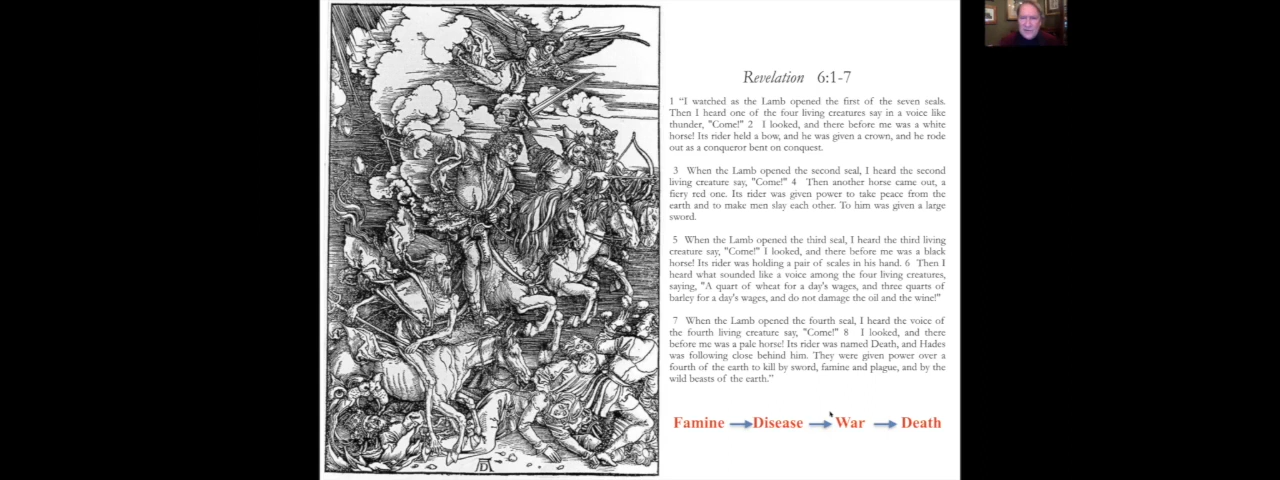 Revelation 6:1-7
1 “I watched as the Lamb opened the first of the seven seals.
Then I heard one of the four living creatures say in a voice like
thunder, "Come!" 2 I looked, and there before me was a white
horse! Its rider held a bow, and he was given a crown, and he rode
out as a conqueror bent on conquest.
3 When the Lamb opened the second seal, I heard the second
living creature say, "Come!" 4 Then another horse came out, a
fiery red one. Its rider was given power to take peace from the
earth and to make men slay each other. To him was given a large
sword.
5 When the Lamb opened the third seal, I heard the third living
creature say, "Come!" I looked, and there before me was a black
horse! Its rider was holding a pair of scales in his hand. 6 Then I
heard what sounded like a voice among the four living creatures,
saying, "A quart of wheat for a day's wages, and three quarts of
barley for a day's wages, and do not damage the oil and the wine!"
7 When the Lamb opened the fourth seal, I heard the voice of
the fourth living creature say, "Come!" 8 I looked, and there
before me was a pale horse! Its rider was named Death, and Hades
was following close behind him. They were given power over a
fourth of the earth to kill by sword, famine and plague, and by the
wild beasts of the earth.”
Famine Disease War Death
AD